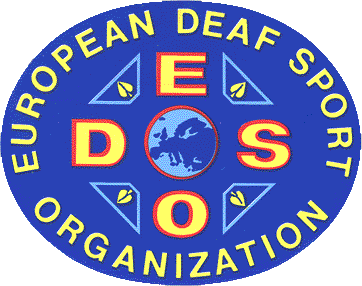 EUROPEAN DEAF SPORT
E
D S
O
ORGANIZATION